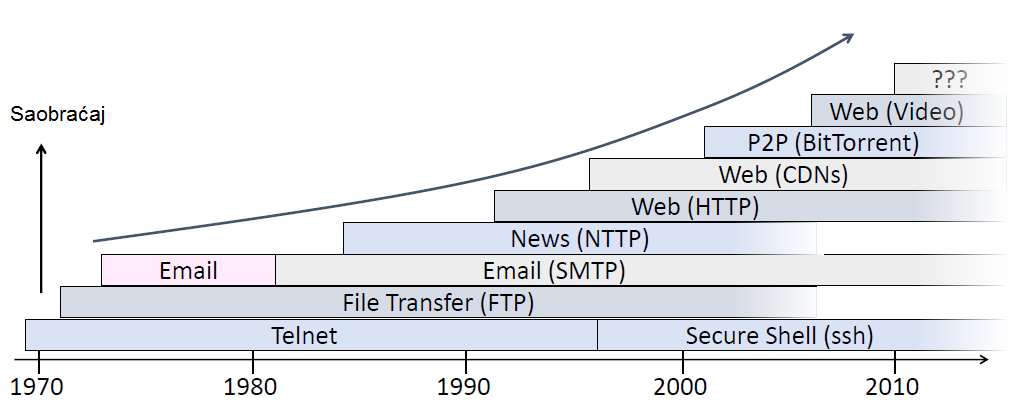 Saobraćaj
???
Web (Video)
P2P (BitTorrent)
Web (CDNs)
Web (HTTP)
News (NTTP)
Email Email (SMTP)
File Transfer (FTP)
Telnet Secure Shell (ssh)
1970 1980 1990 2000 2010